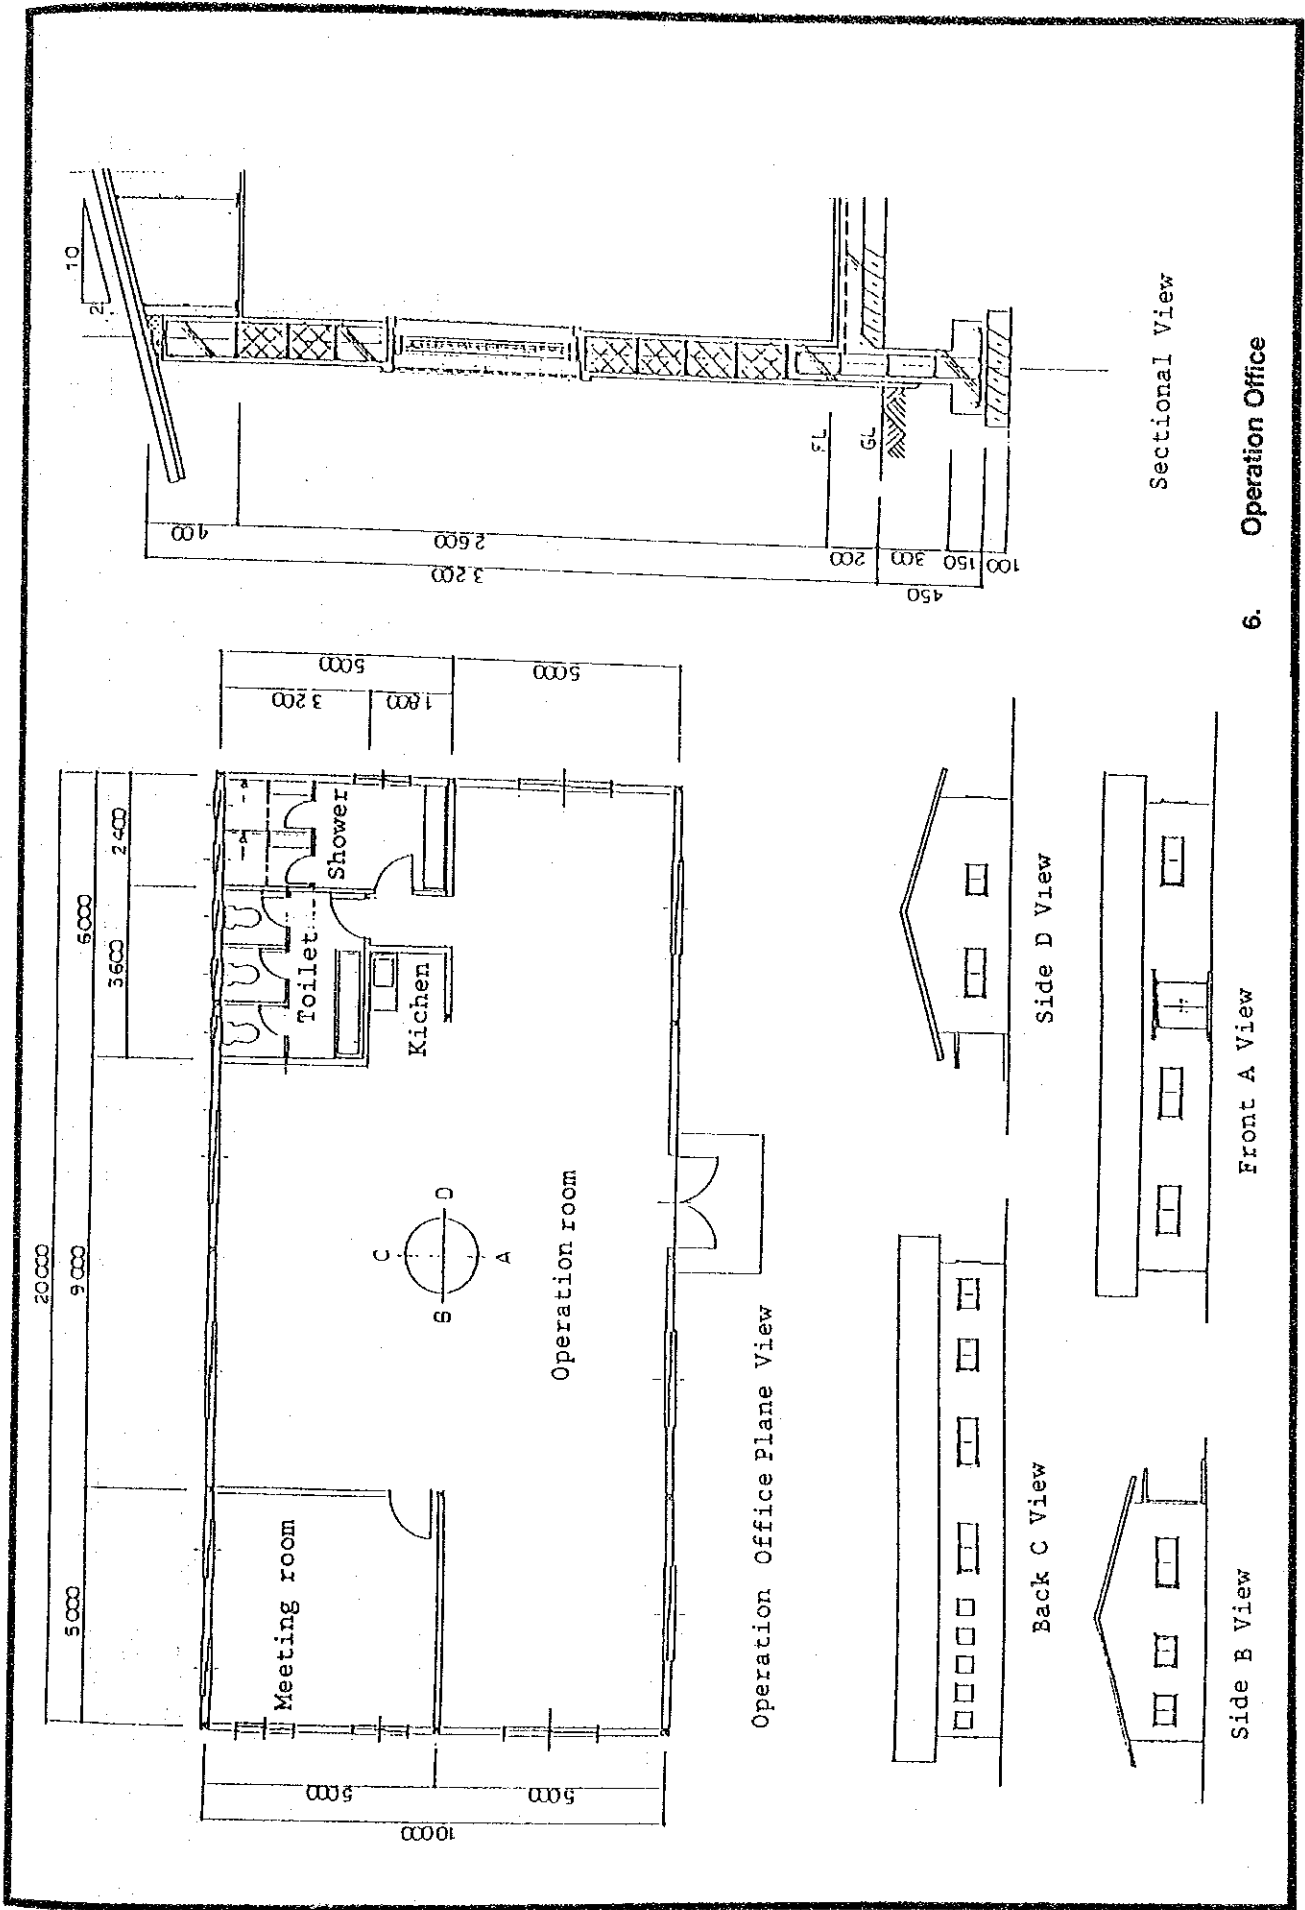 20000
5000
9000
6000
3600
2400
Meeting room
Toilet
Shower
Kichen
C
B
D
A
Operation room
5000
5000
10000
3200
1800
5000
5000
Operation Office Plane View
10
2
400
2600
3200
FL
GL
200
300
150
100
450
Sectional View
Back C View
Side D View
Side B View
Front A View
6. Operation Office